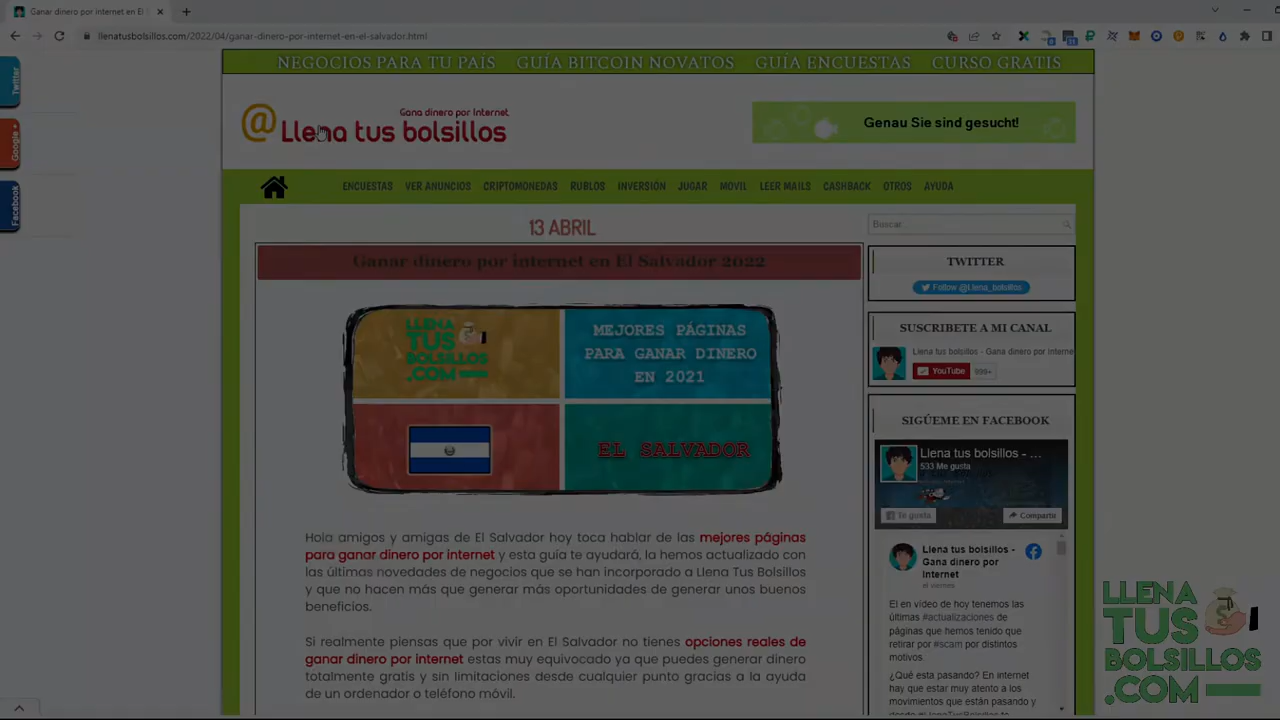 Ganar dinero por internet en El
llenatusbolsillos.com/2022/04/ganar-dinero-por-internet-en-el-salvador.html
NEGOCIOS PARA TU PAÍS GUÍA BITCOIN NOVATOS GUÍA ENCUESTAS CURSO GRATIS
Twitter
Google +
Facebook
Gana dinero por Internet
@Llena tus bolsillos
Genau Sie sind gesucht!
ENCUESTAS VER ANUNCIOS CRIPTOMONEDAS RUBLOS INVERSIÓN JUGAR MOVIL LEER MAILS CASHBACK OTROS AYUDA
13 ABRIL
Ganar dinero por internet en El Salvador 2022
LLENA
TUS
BOLSILLOS
.COM
MEJORES PÁGINAS
PARA GANAR DINERO
EN 2021
EL SALVADOR
Hola amigos y amigas de El Salvador hoy toca hablar de las mejores páginas
para ganar dinero por internet y esta guía te ayudará, la hemos actualizado con
las últimas novedades de negocios que se han incorporado a Llena Tus Bolsillos
y que no hacen más que generar más oportunidades de generar unos buenos
beneficios.
Si realmente piensas que por vivir en El Salvador no tienes opciones reales de
ganar dinero por internet estas muy equivocado ya que puedes generar dinero
totalmente gratis y sin limitaciones desde cualquier punto gracias a la ayuda
de un ordenador o teléfono móvil.
Buscar
TWITTER
Follow @Llena_bolsillos
SUSCRIBETE A MI CANAL
Llena tus bolsillos - Gana dinero por interne
YouTube 999+
SIGÚEME EN FACEBOOK
Llena tus bolsillos - ...
533 Me gusta
Te gusta
Compartir
Llena tus bolsillos -
Gana dinero por
Internet
el viernes
El en vídeo de hoy tenemos las
últimas #actualizaciones de
páginas que hemos tenido que
retirar por #scam por distintos
motivos.
¿Qué esta pasando? En internet
hay que estar muy atento a los
movimientos que están pasando y
LLENA
TUS
BOLSILLOS
.COM